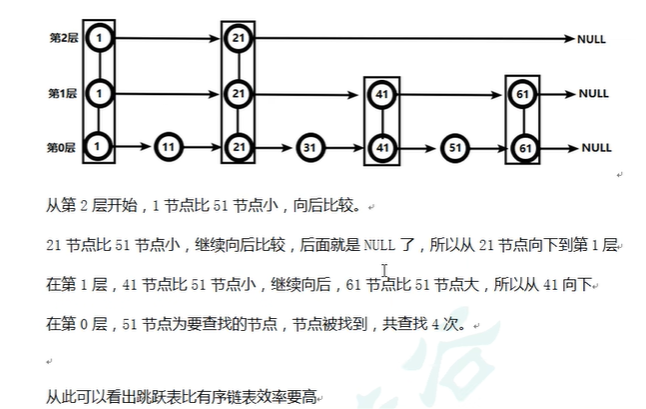 第2层 1 21 NULL
第1层 1 21 41 61 NULL
第0层 1 11 21 31 41 51 61 NULL
从第 2 层开始，1 节点比 51 节点小，向后比较。
21 节点比 51 节点小，继续向后比较，后面就是 NULL 了，所以从 21 节点向下到第 1 层
在第 1 层，41 节点比 51 节点小，继续向后，61 节点比 51 节点大，所以从 41 向下
在第 0 层，51 节点为要查找的节点，节点被找到，共查找 4 次。
从此可以看出跳跃表比有序链表效率要高